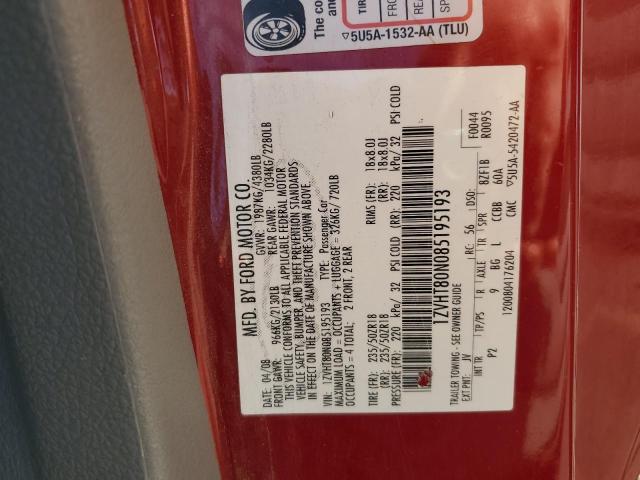 The co
and
TIRE
FRO
REA
SP
▽5U5A-1532-AA (TLU)
MFD. BY FORD MOTOR CO.
DATE: 04/08 GVWR: 1987KG/4380LB
FRONT GAWR: 966KG/2130LB REAR GAWR: 1034KG/2280LB
THIS VEHICLE CONFORMS TO ALL APPLICABLE FEDERAL MOTOR
VEHICLE SAFETY, BUMPER, AND THEFT PREVENTION STANDARDS
IN EFFECT ON THE DATE OF MANUFACTURE SHOWN ABOVE.
VIN: 1ZVHT80N085195193 TYPE: Passenger Car
MAXIMUM LOAD = OCCUPANTS + LUGGAGE = 326KG/720LB
OCCUPANTS = 4 TOTAL: 2 FRONT, 2 REAR
TIRE (FR): 235/50ZR18 RIMS (FR): 18x8.0J
(RR): 235/50ZR18 (RR): 18x8.0J
PRESSURE (FR): 220 kPa/ 32 PSI COLD (RR): 220 kPa/ 32 PSI COLD
1ZVHT80N085195193
TRAILER TOWING - SEE OWNER GUIDE F0044
EXT PNT: JV RC: 56 DSO: R0095
INT TR TP/PS R AXLE TR SPR BZF1B
P2 9 BG L CCBB 60A
1200804176204 CMC ▽5U5A-5420472-AA